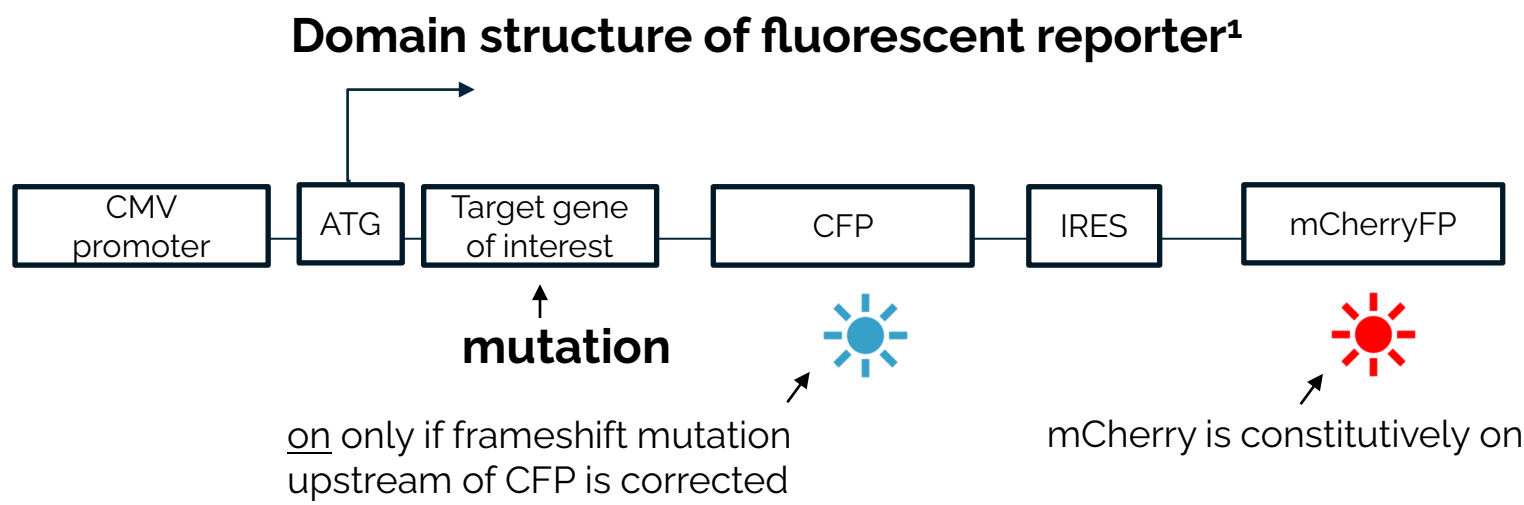 Domain structure of fluorescent reporter¹
CMV
promoter
ATG
Target gene
of interest
CFP
IRES
mCherryFP
mutation
on only if frameshift mutation
upstream of CFP is corrected
mCherry is constitutively on